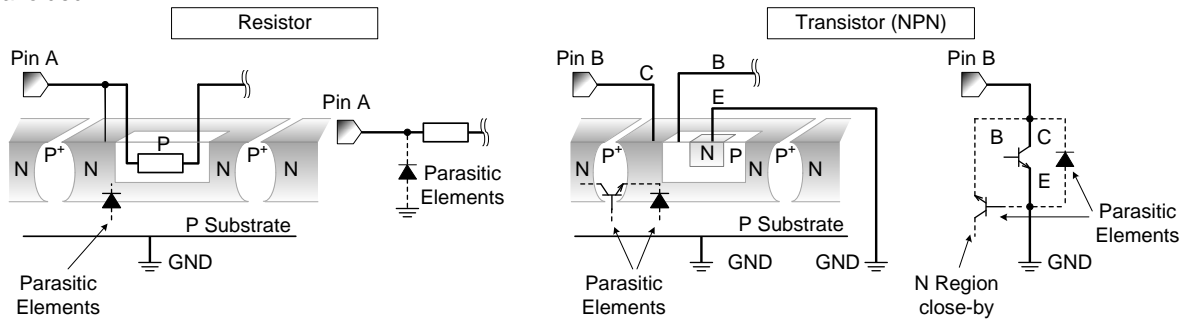 Resistor
Transistor (NPN)
Pin A
Pin A
N
P+
N
P
N
P+
N
Parasitic
Elements
P Substrate
GND
Parasitic
Elements
Pin B
C
B
E
N
P+
N
N
P
N
P+
N
P Substrate
GND
GND
Parasitic
Elements
Pin B
B
C
E
Parasitic
Elements
GND
N Region
close-by